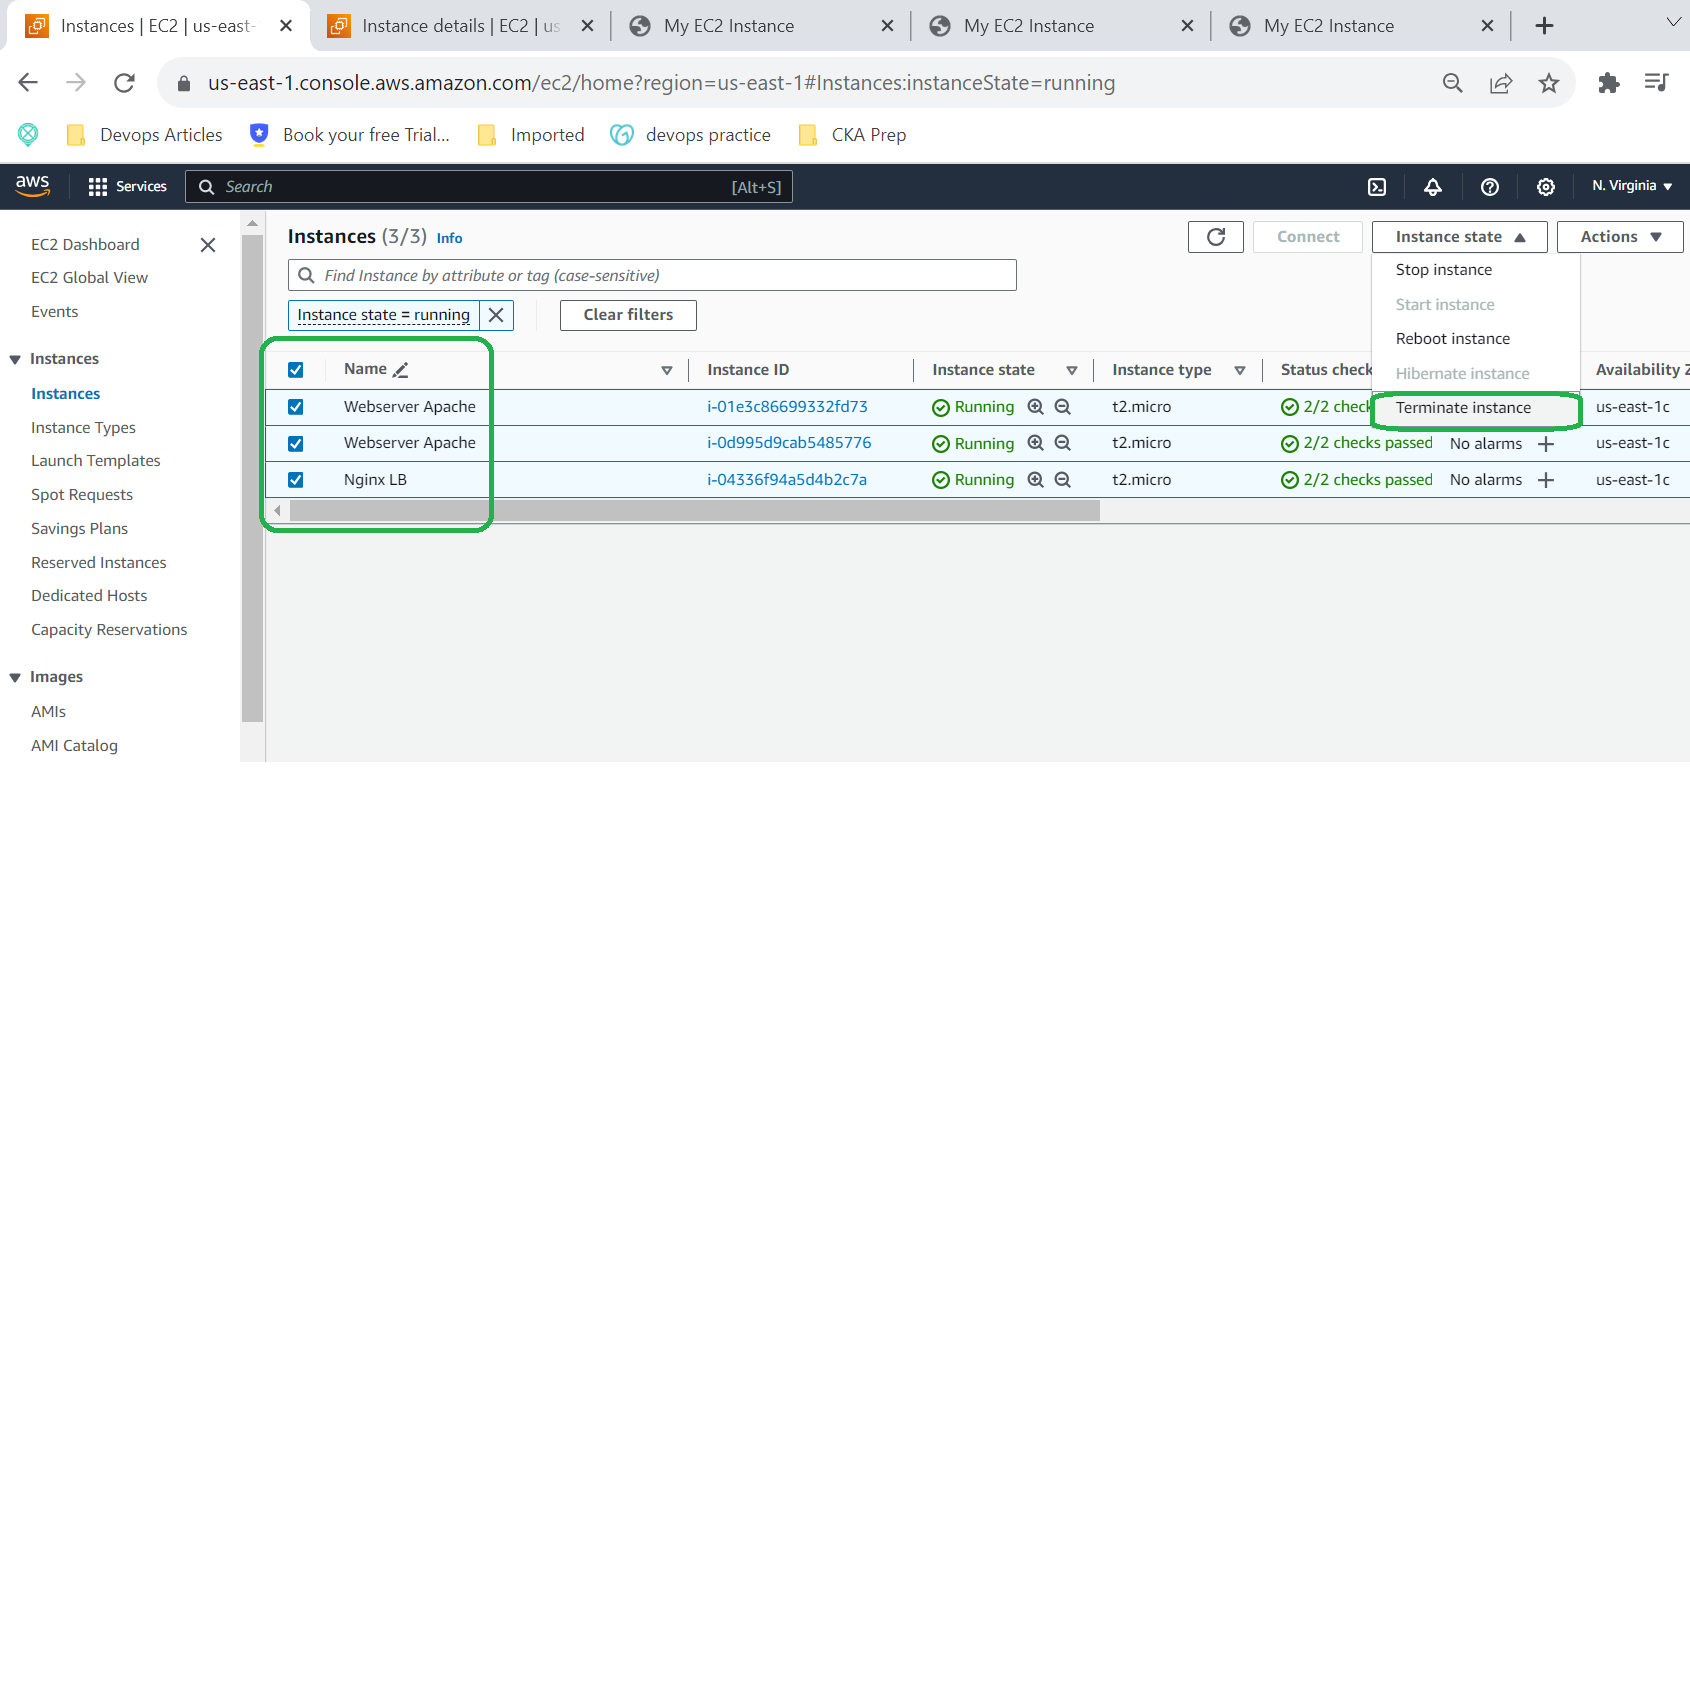 Instances | EC2 | us-east-
Instance details | EC2 | us
My EC2 Instance
My EC2 Instance
My EC2 Instance
us-east-1.console.aws.amazon.com/ec2/home?region=us-east-1#Instances:instanceState=running
Devops Articles
Book your free Trial...
Imported
devops practice
CKA Prep
aws
Services
Search
[Alt+S]
N. Virginia
EC2 Dashboard
EC2 Global View
Events
Instances
Instances
Instance Types
Launch Templates
Spot Requests
Savings Plans
Reserved Instances
Dedicated Hosts
Capacity Reservations
Images
AMIs
AMI Catalog
Instances (3/3) Info
Connect
Instance state
Actions
Find Instance by attribute or tag (case-sensitive)
Instance state = running
Clear filters
Stop instance
Start instance
Reboot instance
Hibernate instance
Terminate instance
Name Instance ID Instance state Instance type Status check Availability Z
Webserver Apache i-01e3c86699332fd73 Running t2.micro 2/2 check us-east-1c
Webserver Apache i-0d995d9cab5485776 Running t2.micro 2/2 checks passed No alarms us-east-1c
Nginx LB i-04336f94a5d4b2c7a Running t2.micro 2/2 checks passed No alarms us-east-1c